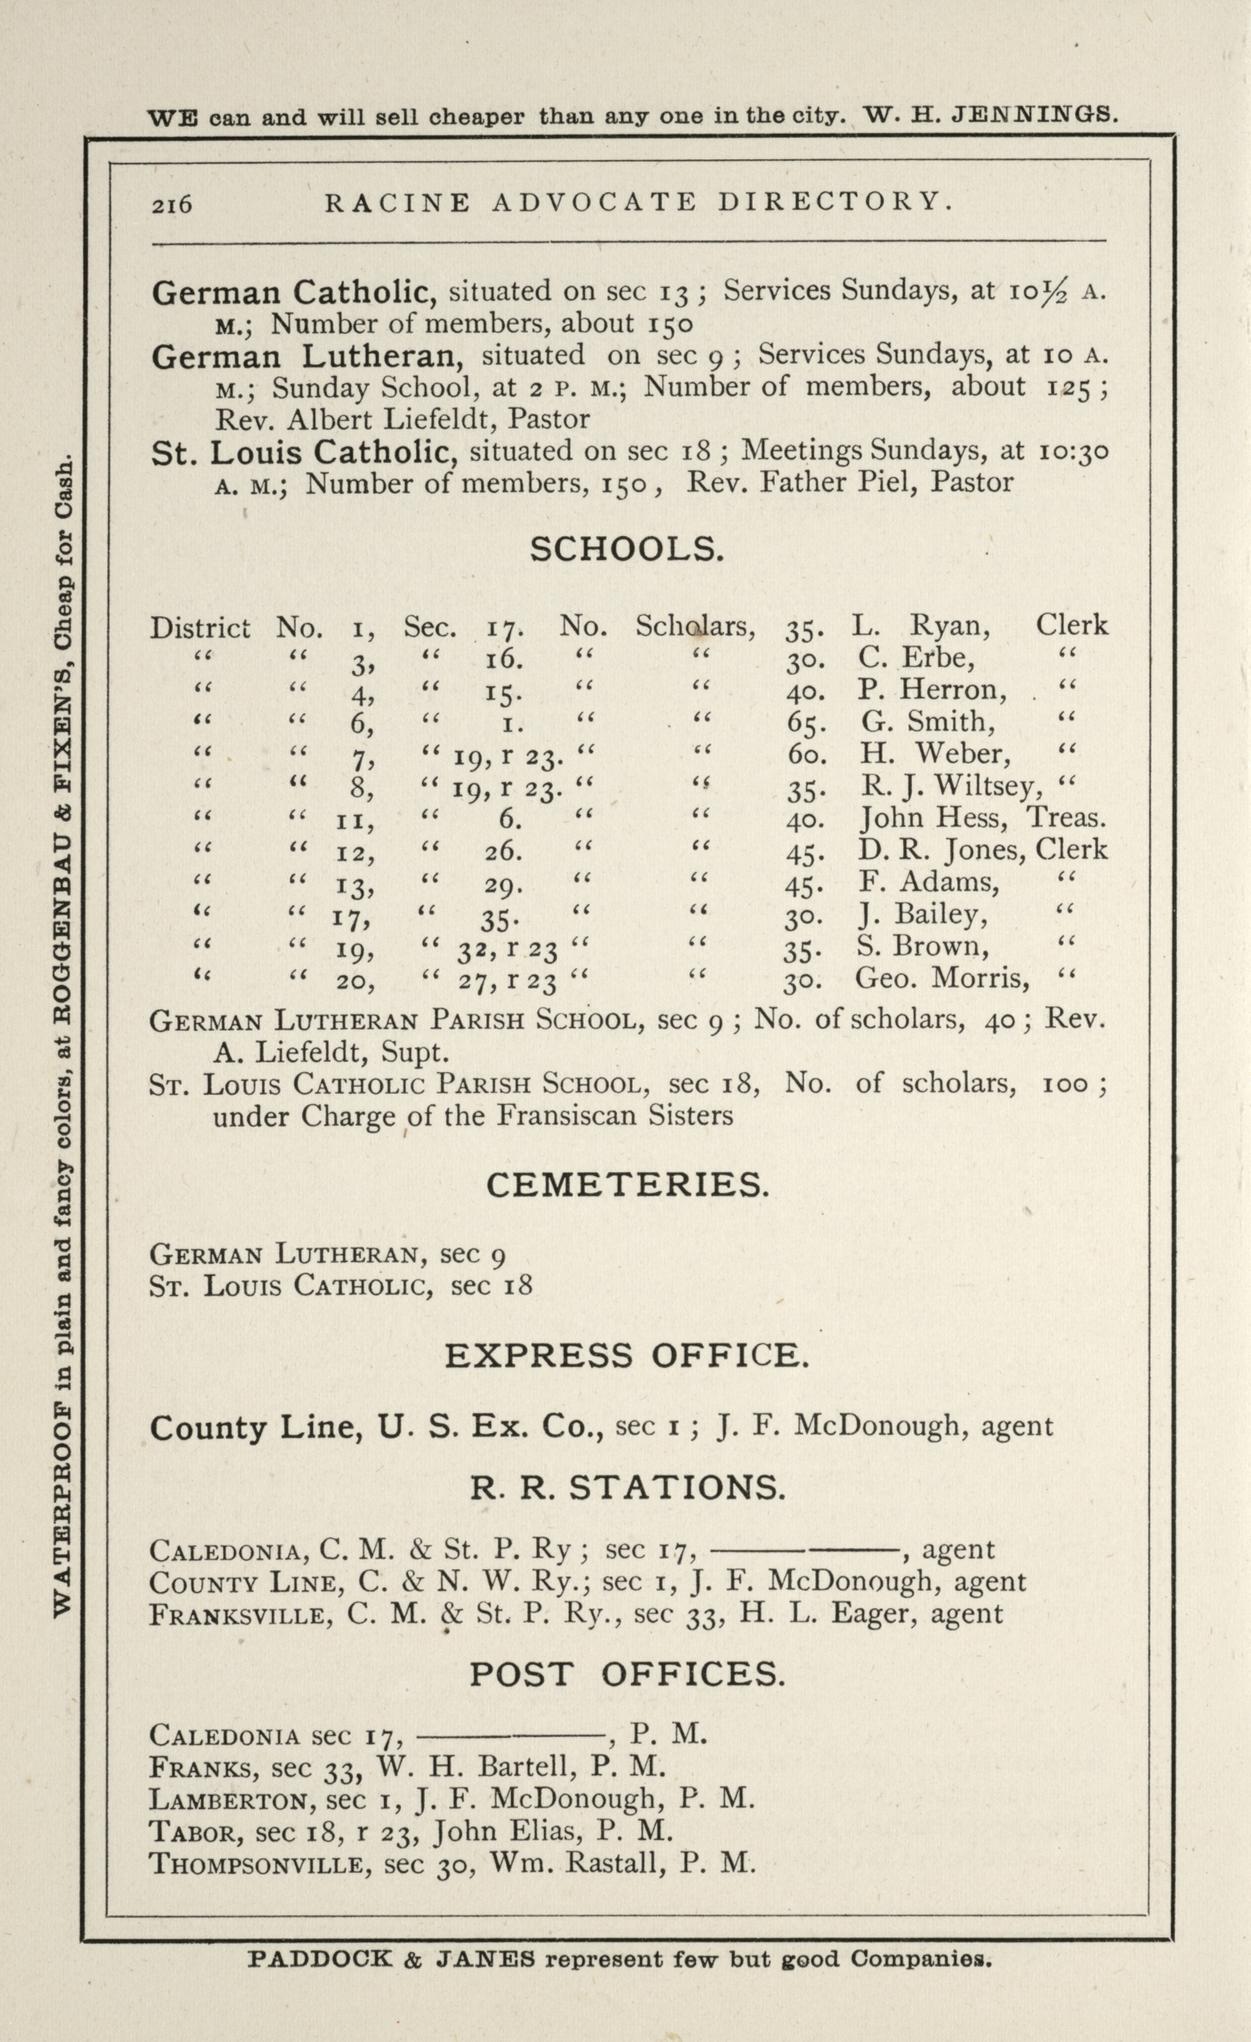 WE can and will sell cheaper than any one in the city. W. H. JENNINGS.
216 RACINE ADVOCATE DIRECTORY.
German Catholic, situated on sec 13 ; Services Sundays, at 10½ A.
M.; Number of members, about 150
German Lutheran, situated on sec 9 ; Services Sundays, at 10 A.
M.; Sunday School, at 2 P. M.; Number of members, about 125 ;
Rev. Albert Liefeldt, Pastor
St. Louis Catholic, situated on sec 18 ; Meetings Sundays, at 10:30
A. M.; Number of members, 150 , Rev. Father Piel, Pastor
SCHOOLS.
District No. 1, Sec. 17. No. Scholars, 35. L. Ryan, Clerk
“ “ 3, “ 16. “ “ 30. C. Erbe, “
“ “ 4, “ 15. “ “ 40. P. Herron, “
“ “ 6, “ 1. “ “ 65. G. Smith, “
“ “ 7, “ 19, r 23. “ “ 60. H. Weber, “
“ “ 8, “ 19, r 23. “ “ 35. R. J. Wiltsey, “
“ “ 11, “ 6. “ “ 40. John Hess, Treas.
“ “ 12, “ 26. “ “ 45. D. R. Jones, Clerk
“ “ 13, “ 29. “ “ 45. F. Adams, “
“ “ 17, “ 35. “ “ 30. J. Bailey, “
“ “ 19, “ 32, r 23 “ “ 35. S. Brown, “
“ “ 20, “ 27, r 23 “ “ 30. Geo. Morris, “
GERMAN LUTHERAN PARISH SCHOOL, sec 9 ; No. of scholars, 40 ; Rev.
A. Liefeldt, Supt.
ST. LOUIS CATHOLIC PARISH SCHOOL, sec 18, No. of scholars, 100 ;
under Charge of the Fransiscan Sisters
CEMETERIES.
GERMAN LUTHERAN, sec 9
ST. LOUIS CATHOLIC, sec 18
EXPRESS OFFICE.
County Line, U. S. Ex. Co., sec 1 ; J. F. McDonough, agent
R. R. STATIONS.
CALEDONIA, C. M. & St. P. Ry ; sec 17, ————, agent
COUNTY LINE, C. & N. W. Ry.; sec 1, J. F. McDonough, agent
FRANKSVILLE, C. M. & St. P. Ry., sec 33, H. L. Eager, agent
POST OFFICES.
CALEDONIA sec 17, ————, P. M.
FRANKS, sec 33, W. H. Bartell, P. M.
LAMBERTON, sec 1, J. F. McDonough, P. M.
TABOR, sec 18, r 23, John Elias, P. M.
THOMPSONVILLE, sec 30, Wm. Rastall, P. M.
PADDOCK & JANES represent few but good Companies.
WATERPROOF in plain and fancy colors, at ROGGENBAU & FIXEN'S, Cheap for Cash.